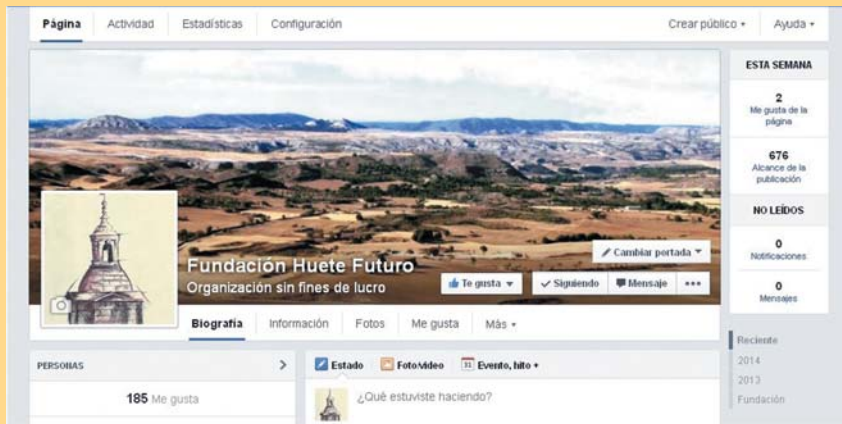 Página Actividad Estadísticas Configuración Crear público Ayuda
ESTA SEMANA
2
Me gusta de la
página
676
Alcance de la
publicación
NO LEÍDOS
0
Notificaciones
0
Mensajes
Cambiar portada
Fundación Huete Futuro
Organización sin fines de lucro
Te gusta Siguiendo Mensaje
Biografía Información Fotos Me gusta Más
Reciente
2014
2013
Fundación
PERSONAS
185 Me gusta
Estado Foto/vídeo 31 Evento, hito +
¿Qué estuviste haciendo?